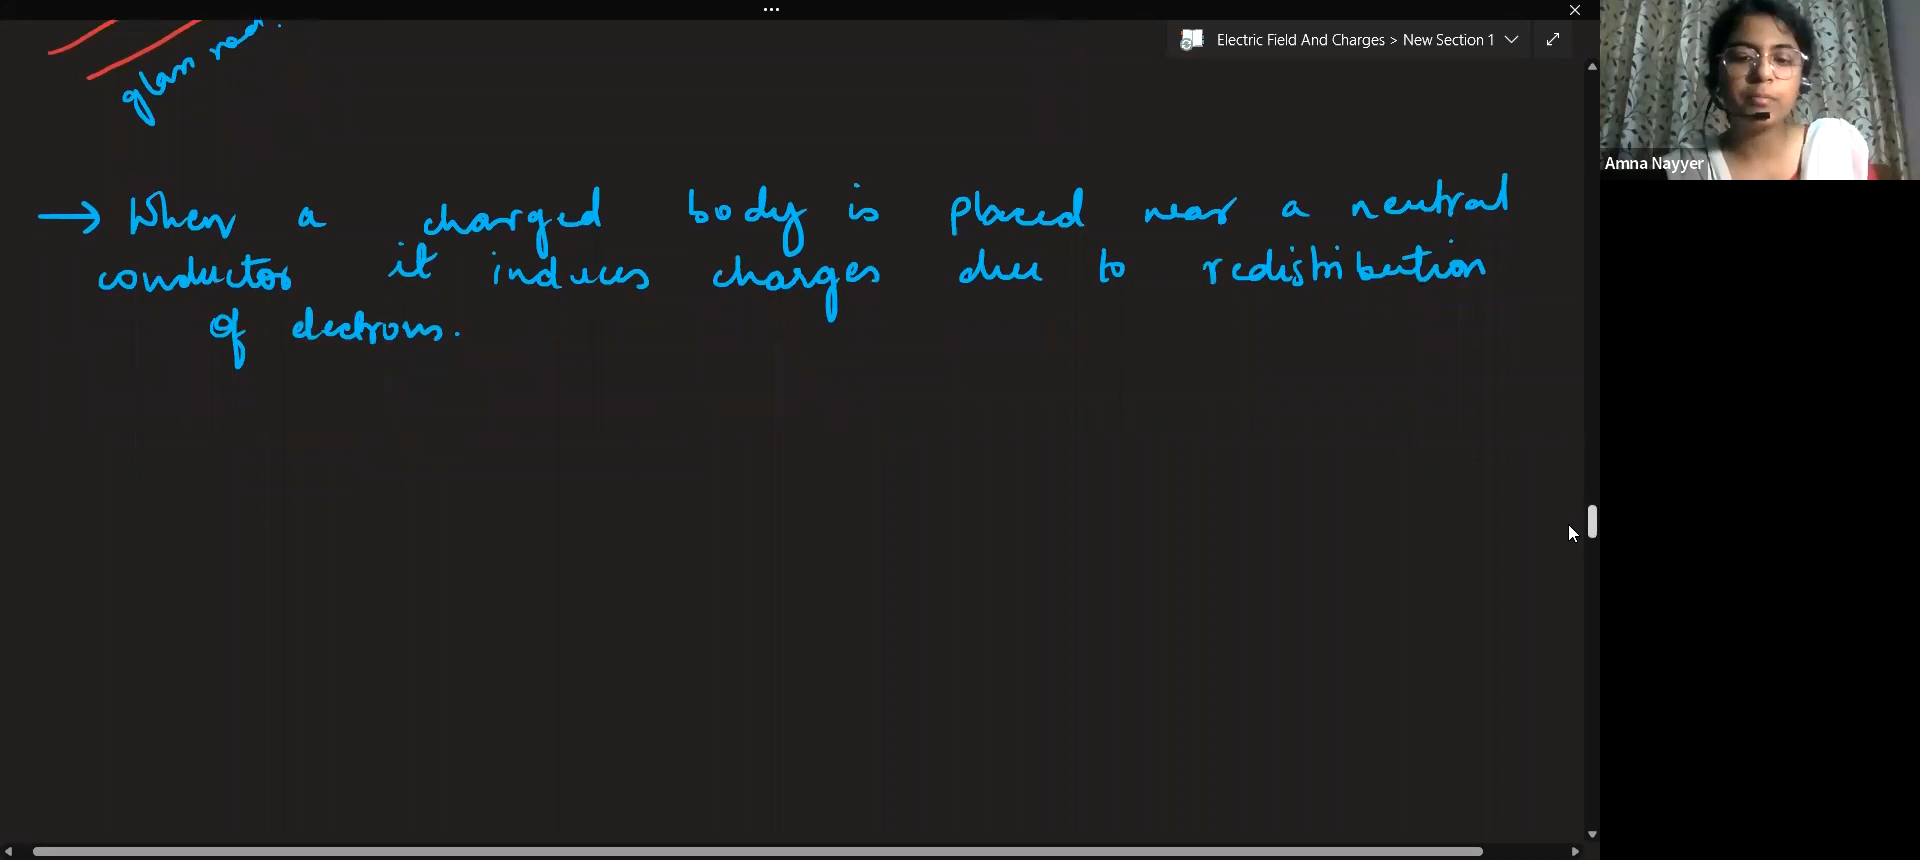 ...
Electric Field And Charges > New Section 1
glass rod.
Amna Nayyer
→ When a charged body is placed near a neutral
conductor it induces charges due to redistribution
of electrons.